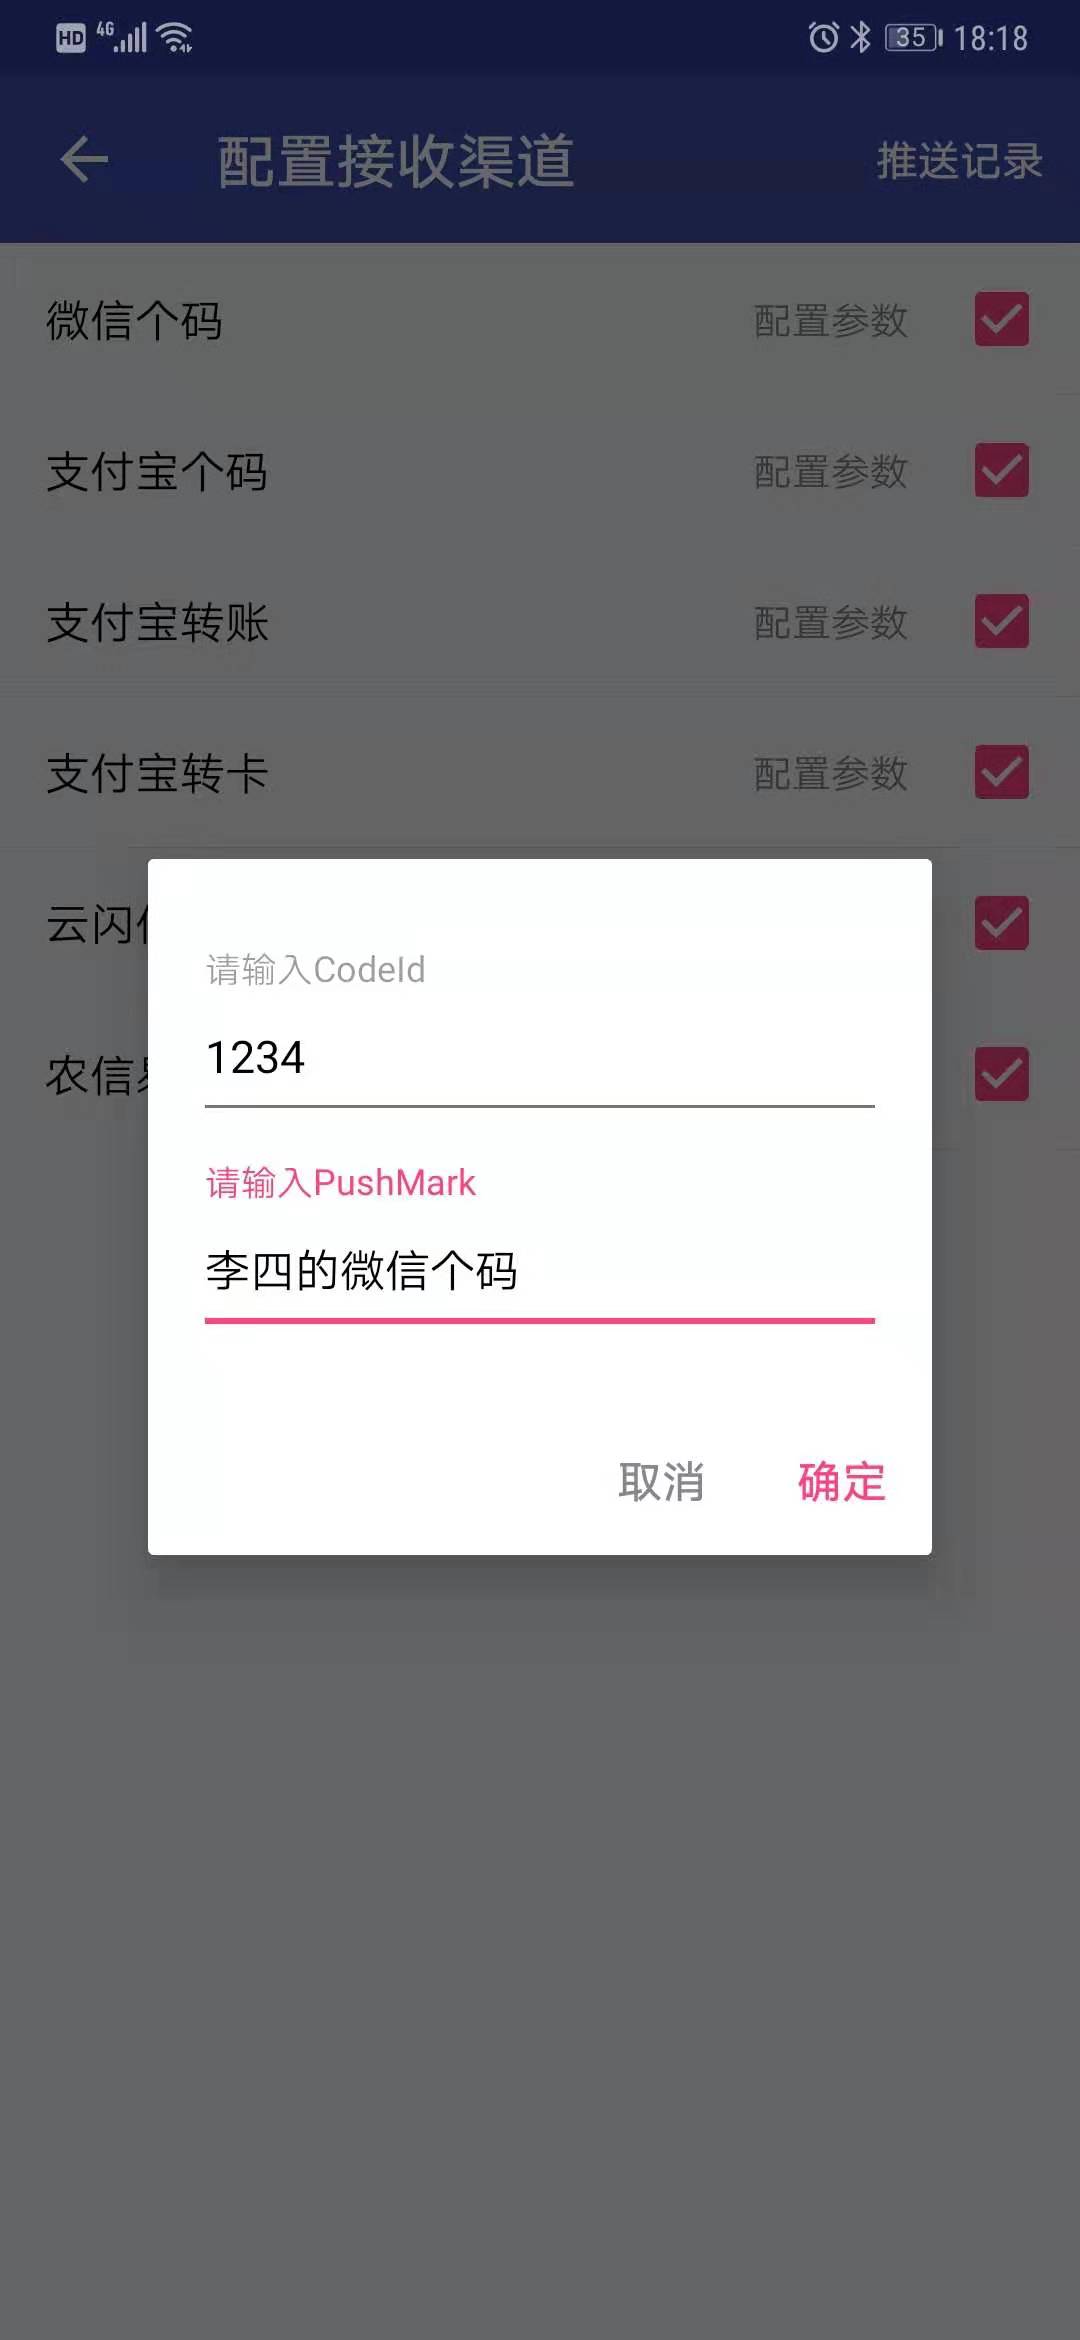 HD 4G 35 18:18
配置接收渠道 推送记录
微信个码 配置参数
支付宝个码 配置参数
支付宝转账 配置参数
支付宝转卡 配置参数
云闪
请输入CodeId
1234
农信
请输入PushMark
李四的微信个码
取消 确定